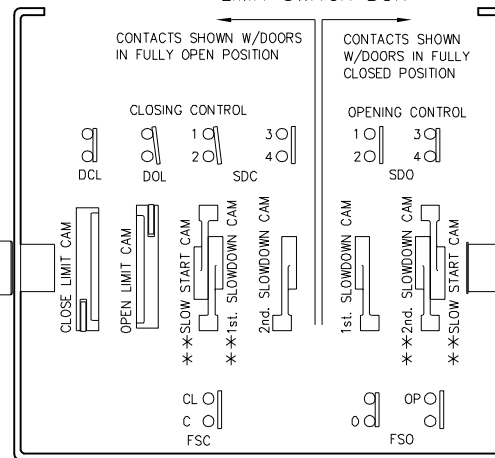 CONTACTS SHOWN W/DOORS
IN FULLY OPEN POSITION
CONTACTS SHOWN
W/DOORS IN FULLY
CLOSED POSITION
CLOSING CONTROL
OPENING CONTROL
1 3
2 4
DCL DOL SDC
1 3
2 4
SDO
CLOSE LIMIT CAM
OPEN LIMIT CAM
**SLOW START CAM
**1st. SLOWDOWN CAM
2nd. SLOWDOWN CAM
1st. SLOWDOWN CAM
**2nd. SLOWDOWN CAM
**SLOW START CAM
CL
C
FSC
OP
O
FSO